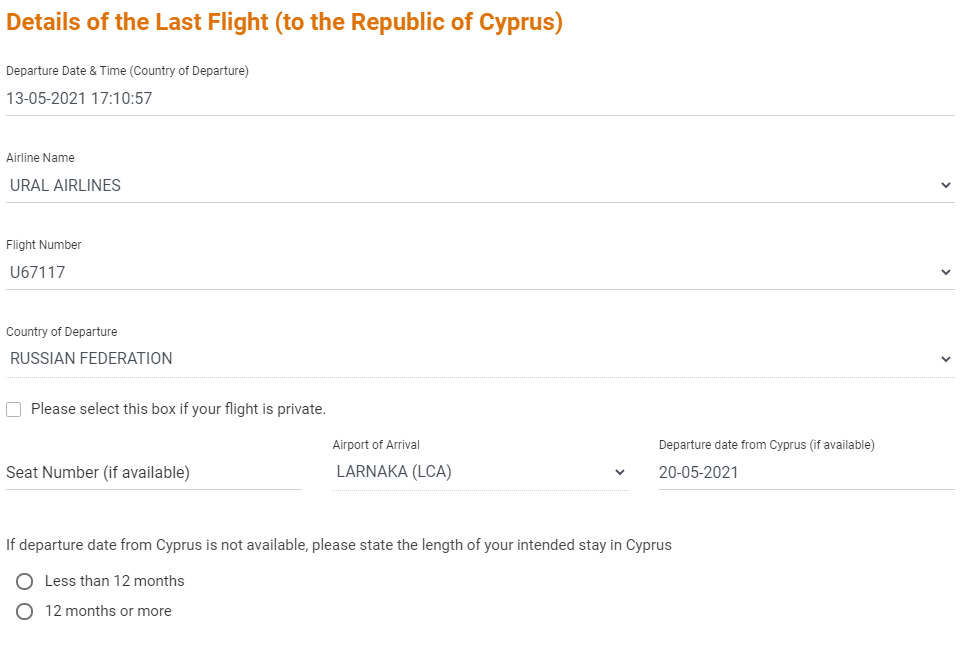 Details of the Last Flight (to the Republic of Cyprus)
Departure Date & Time (Country of Departure)
13-05-2021 17:10:57
Airline Name
URAL AIRLINES
Flight Number
U67117
Country of Departure
RUSSIAN FEDERATION
Please select this box if your flight is private.
Seat Number (if available)
Airport of Arrival
LARNAKA (LCA)
Departure date from Cyprus (if available)
20-05-2021
If departure date from Cyprus is not available, please state the length of your intended stay in Cyprus
Less than 12 months
12 months or more